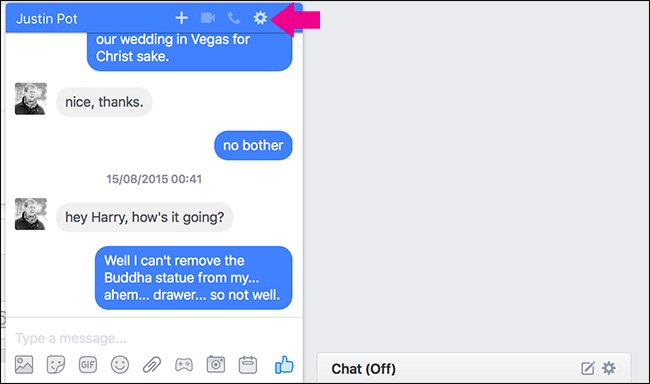 Justin Pot
our wedding in Vegas for
Christ sake.
nice, thanks.
no bother
15/08/2015 00:41
hey Harry, how's it going?
Well I can't remove the
Buddha statue from my...
ahem... drawer... so not well.
Type a message...
GIF
Chat (Off)